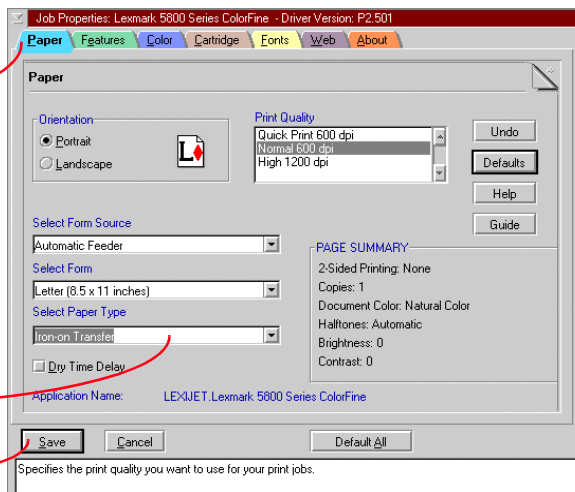 Job Properties: Lexmark 5800 Series ColorFine - Driver Version: P2.501
Paper Features Color Cartridge Fonts Web About
Paper
Orientation
Portrait
Landscape
L
Print Quality
Quick Print 600 dpi
Normal 600 dpi
High 1200 dpi
Undo
Defaults
Help
Guide
Select Form Source
Automatic Feeder
Select Form
Letter (8.5 x 11 inches)
Select Paper Type
Iron-on Transfer
Dry Time Delay
PAGE SUMMARY
2-Sided Printing: None
Copies: 1
Document Color: Natural Color
Halftones: Automatic
Brightness: 0
Contrast: 0
Application Name: LEXIJET.Lexmark 5800 Series ColorFine
Save Cancel Default All
Specifies the print quality you want to use for your print jobs.